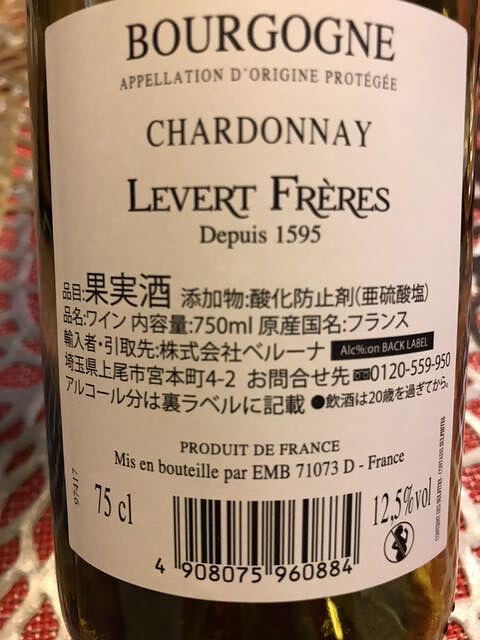 BOURGOGNE
APPELLATION D'ORIGINE PROTÉGÉE
CHARDONNAY
LEVERT FRÈRES
Depuis 1595
品目:果実酒 添加物:酸化防止剤(亜硫酸塩)
品名:ワイン 内容量:750ml 原産国名:フランス
輸入者・引取先:株式会社ベルーナ Alc%:on BACK LABEL
埼玉県上尾市宮本町4-2 お問合せ先 0120-559-950
アルコール分は裏ラベルに記載 ●飲酒は20歳を過ぎてから。
PRODUIT DE FRANCE
Mis en bouteille par EMB 71073 D - France
97417
75 cl
12,5%vol
4 908075 960884